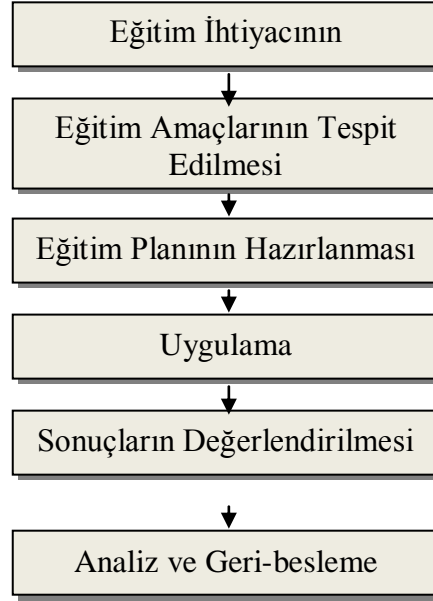 Eğitim İhtiyacının
Eğitim Amaçlarının Tespit
Edilmesi
Eğitim Planının Hazırlanması
Uygulama
Sonuçların Değerlendirilmesi
Analiz ve Geri-besleme